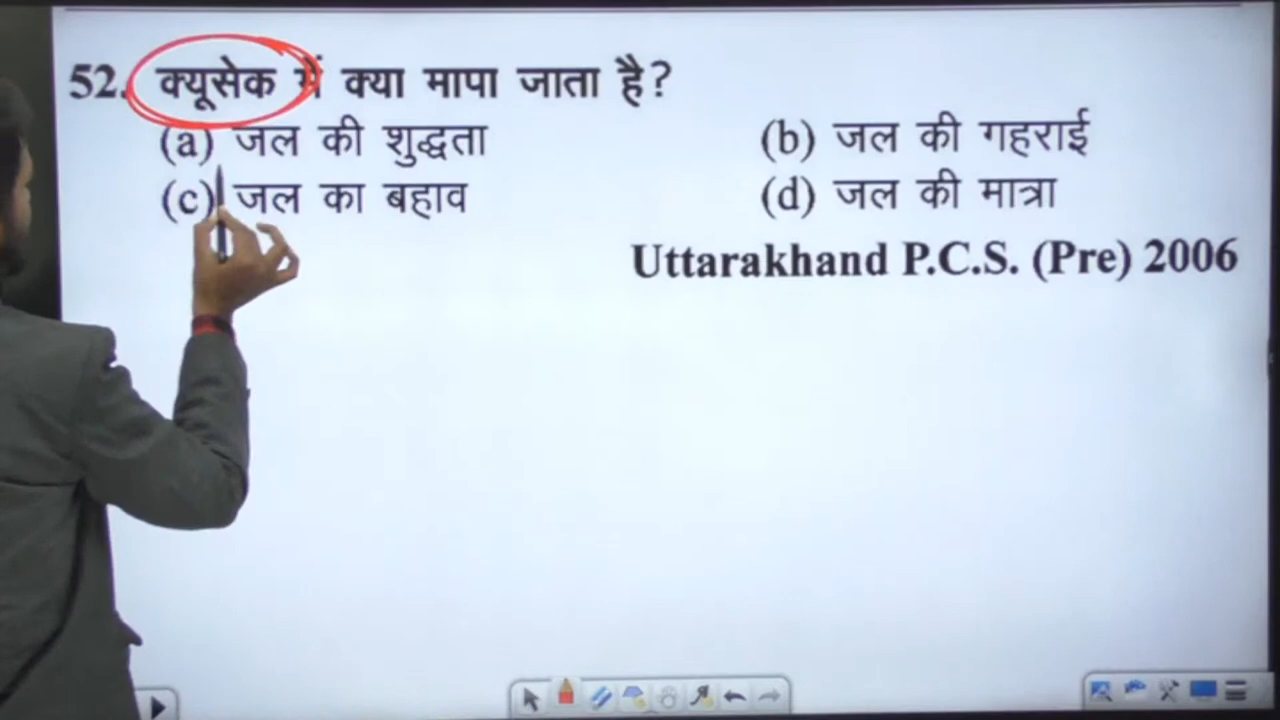 52. क्यूसेक में क्या मापा जाता है?
(a) जल की शुद्धता (b) जल की गहराई
(c) जल का बहाव (d) जल की मात्रा
Uttarakhand P.C.S. (Pre) 2006